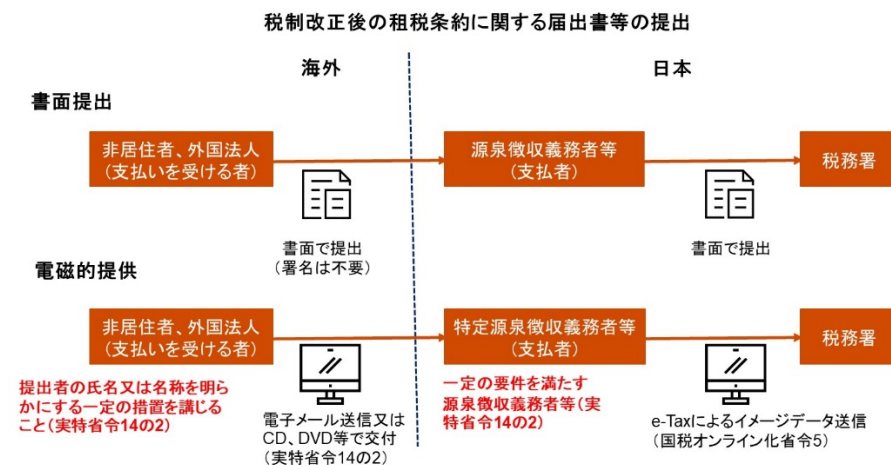 税制改正後の租税条約に関する届出書等の提出
海外
日本
書面提出
非居住者、外国法人
(支払いを受ける者)
源泉徴収義務者等
(支払者)
税務署
書面で提出
(署名は不要)
書面で提出
電磁的提供
非居住者、外国法人
(支払いを受ける者)
特定源泉徴収義務者等
(支払者)
税務署
提出者の氏名又は名称を明ら
かにする一定の措置を講じる
こと(実特省令14の2)
電子メール送信又は
CD、DVD等で交付
(実特省令14の2)
一定の要件を満たす
源泉徴収義務者等(実
特省令14の2)
e-Taxによるイメージデータ送信
(国税オンライン化省令5)